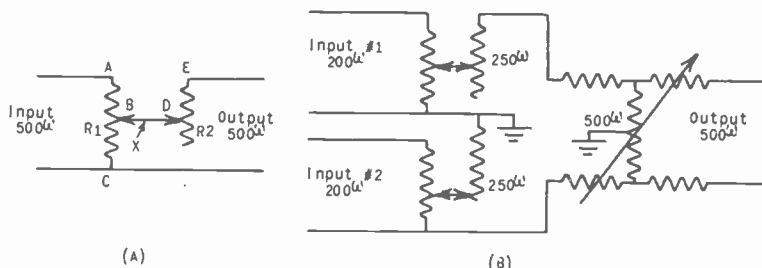 A
E
Input
500ω
B
D
R1
R2
X
Output
500ω
C
(A)
Input #1
200ω
250ω
Input #2
200ω
250ω
500ω
Output
500ω
(B)